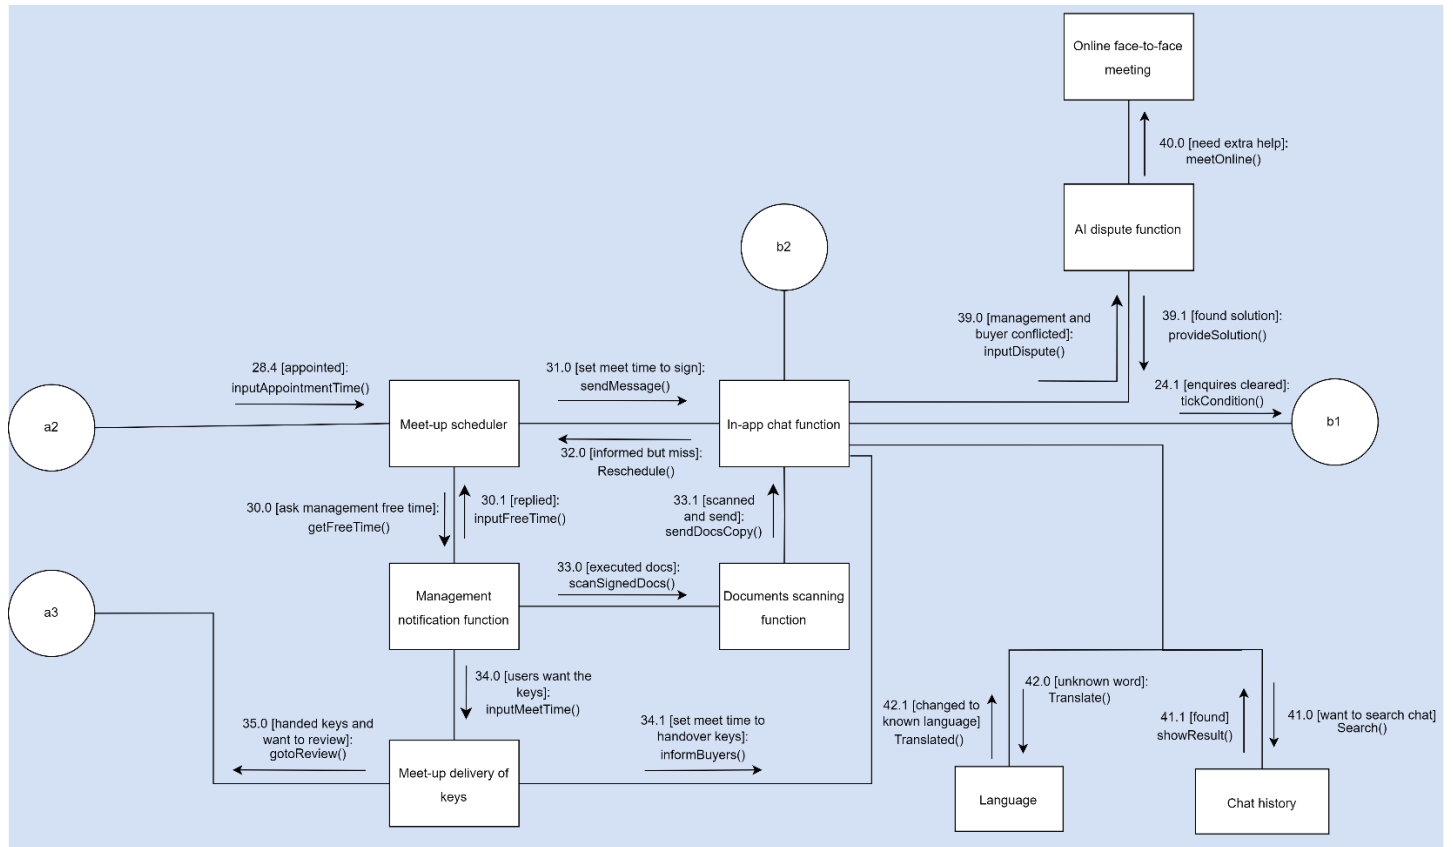 Online face-to-face
meeting
40.0 [need extra help]:
meetOnline()
AI dispute function
b2
39.0 [management and
buyer conflicted]:
inputDispute()
39.1 [found solution]:
provideSolution()
28.4 [appointed]:
inputAppointmentTime()
31.0 [set meet time to sign]:
sendMessage()
24.1 [enquires cleared]:
tickCondition()
a2
Meet-up scheduler
In-app chat function
b1
32.0 [informed but miss]:
Reschedule()
30.0 [ask management free time]:
getFreeTime()
30.1 [replied]:
inputFreeTime()
33.1 [scanned
and send]:
sendDocsCopy()
33.0 [executed docs]:
scanSignedDocs()
a3
Management
notification function
Documents scanning
function
34.0 [users want the
keys]:
inputMeetTime()
42.0 [unknown word]:
Translate()
42.1 [changed to
known language]
Translated()
41.1 [found]
showResult()
41.0 [want to search chat]
Search()
35.0 [handed keys and
want to review]:
gotoReview()
34.1 [set meet time to
handover keys]:
informBuyers()
Meet-up delivery of
keys
Language
Chat history